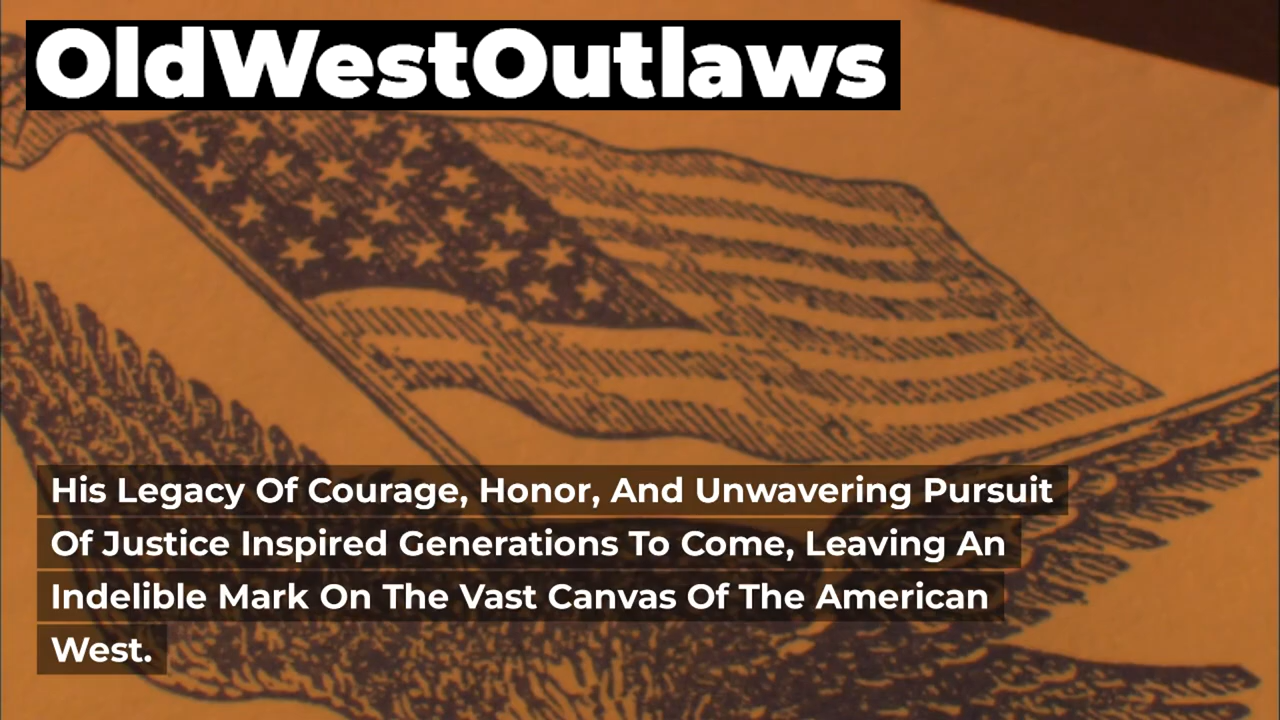 OldWestOutlaws
His Legacy Of Courage, Honor, And Unwavering Pursuit
Of Justice Inspired Generations To Come, Leaving An
Indelible Mark On The Vast Canvas Of The American
West.